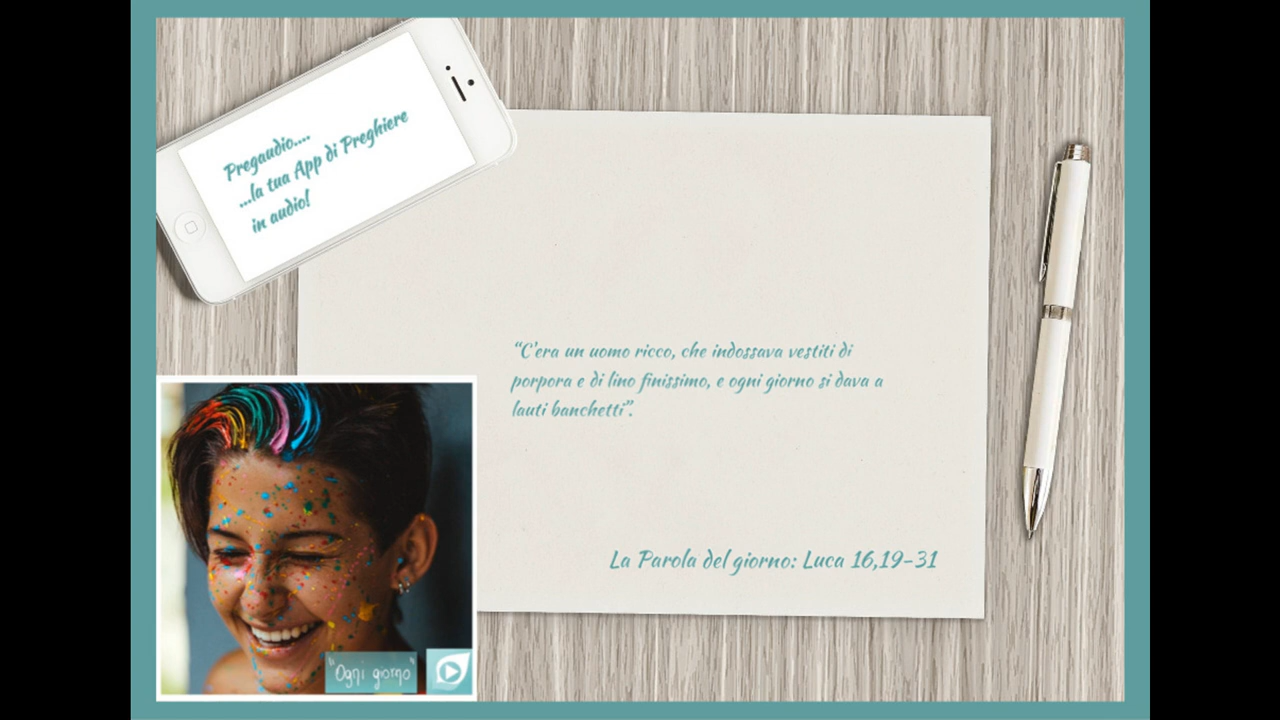 Pregaudio....
...la tua App di Preghiere
in audio!
“C'era un uomo ricco, che indossava vestiti di
porpora e di lino finissimo, e ogni giorno si dava a
lauti banchetti”.
La Parola del giorno: Luca 16,19-31
"Ogni giorno"